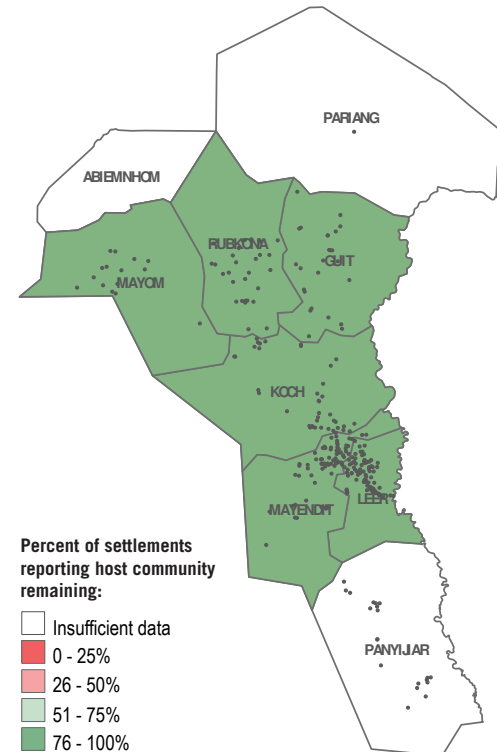 PARIANG
ABIEMNHOM
RUBKONA
GUIT
MAYOM
KOCH
LEER
MAYENDIT
PANYIJIAR
Percent of settlements
reporting host community
remaining:
Insufficient data
0 - 25%
26 - 50%
51 - 75%
76 - 100%